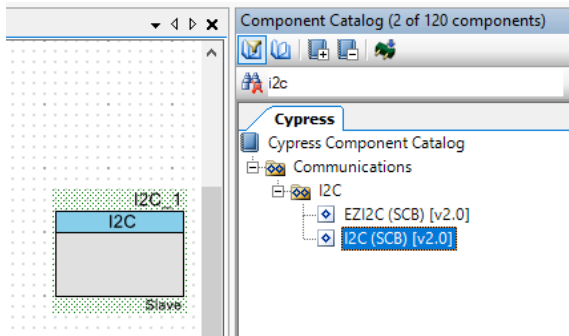 Component Catalog (2 of 120 components)
i2c
Cypress
Cypress Component Catalog
Communications
I2C
EZI2C (SCB) [v2.0]
I2C (SCB) [v2.0]
I2C_1
I2C
Slave